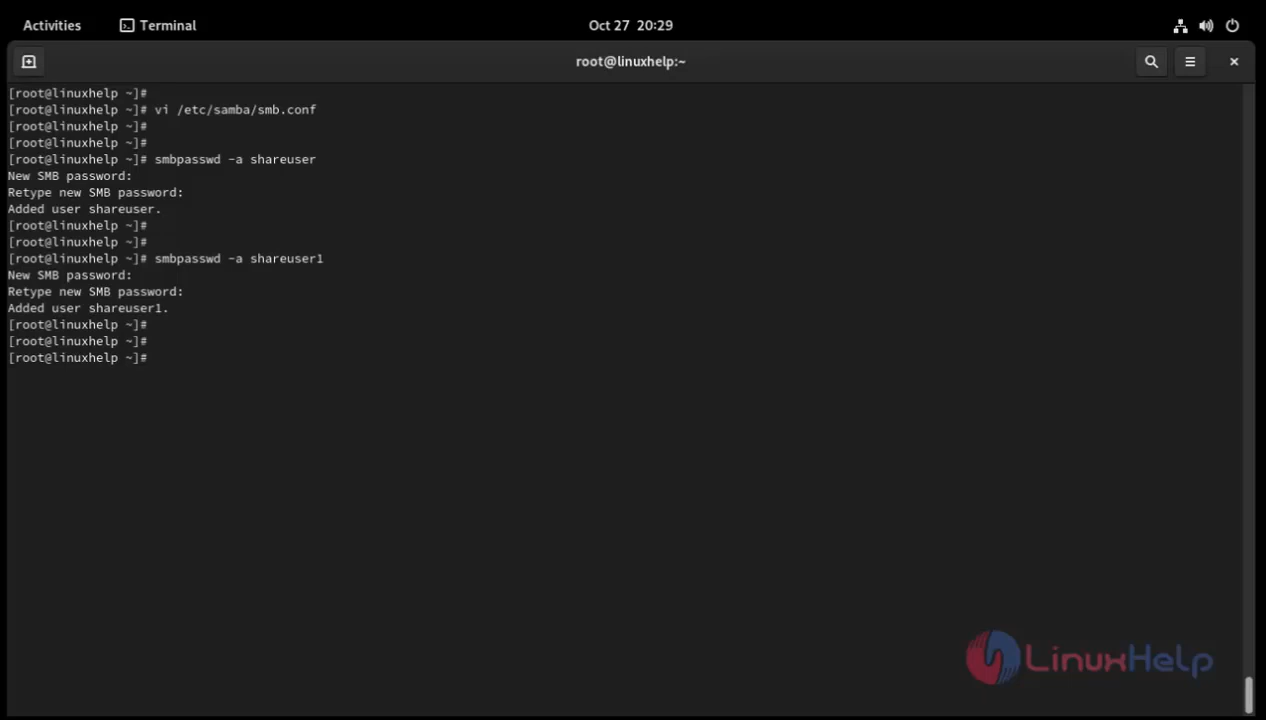 Activities Terminal Oct 27 20:29
root@linuxhelp:~
[root@linuxhelp ~]#
[root@linuxhelp ~]# vi /etc/samba/smb.conf
[root@linuxhelp ~]#
[root@linuxhelp ~]#
[root@linuxhelp ~]# smbpasswd -a shareuser
New SMB password:
Retype new SMB password:
Added user shareuser.
[root@linuxhelp ~]#
[root@linuxhelp ~]#
[root@linuxhelp ~]# smbpasswd -a shareuser1
New SMB password:
Retype new SMB password:
Added user shareuser1.
[root@linuxhelp ~]#
[root@linuxhelp ~]#
[root@linuxhelp ~]#
LinuxHelp